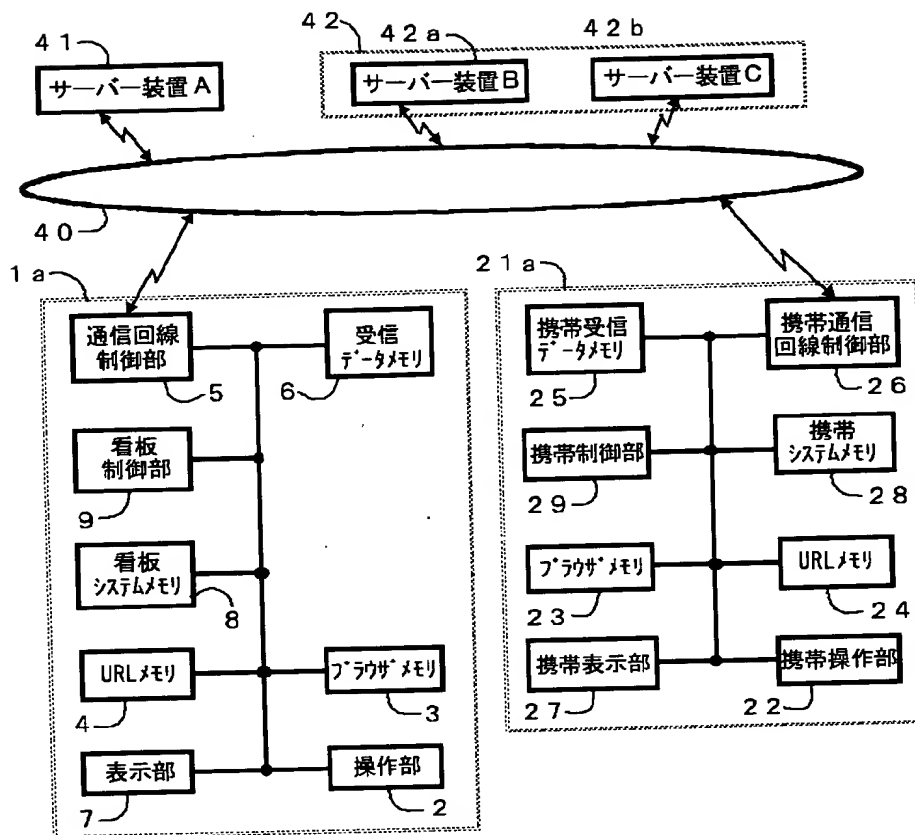 41
サーバー装置A
42
42a
42b
サーバー装置B
サーバー装置C
40
1a
通信回線
制御部
5
受信
データメモリ
6
看板
制御部
9
看板
システムメモリ
8
URLメモリ
4
ブラウザメモリ
3
表示部
7
操作部
2
21a
携帯受信
データメモリ
25
携帯通信
回線制御部
26
携帯制御部
29
携帯
システムメモリ
28
ブラウザメモリ
23
URLメモリ
24
携帯表示部
27
携帯操作部
22